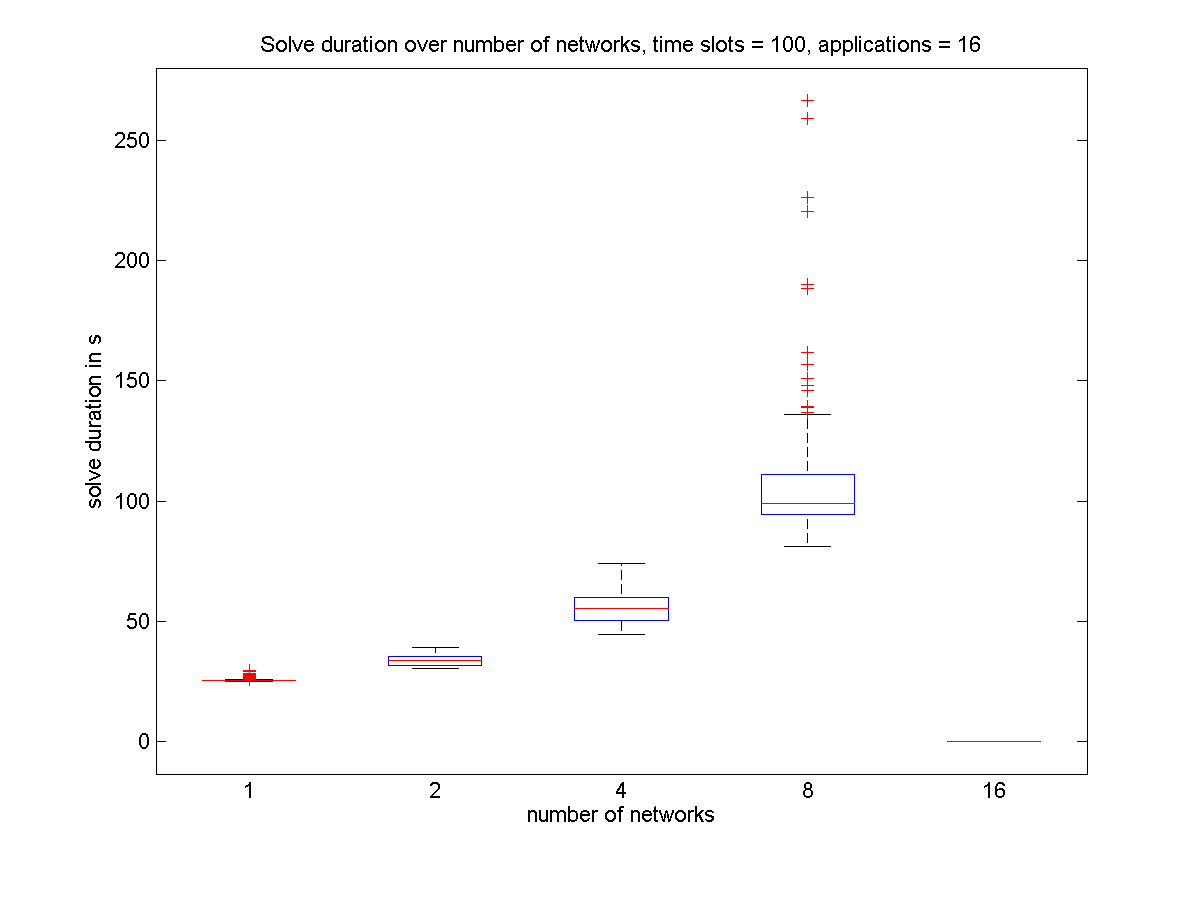 Solve duration over number of networks, time slots = 100, applications = 16
250
200
150
100
50
0
solve duration in s
1 2 4 8 16
number of networks